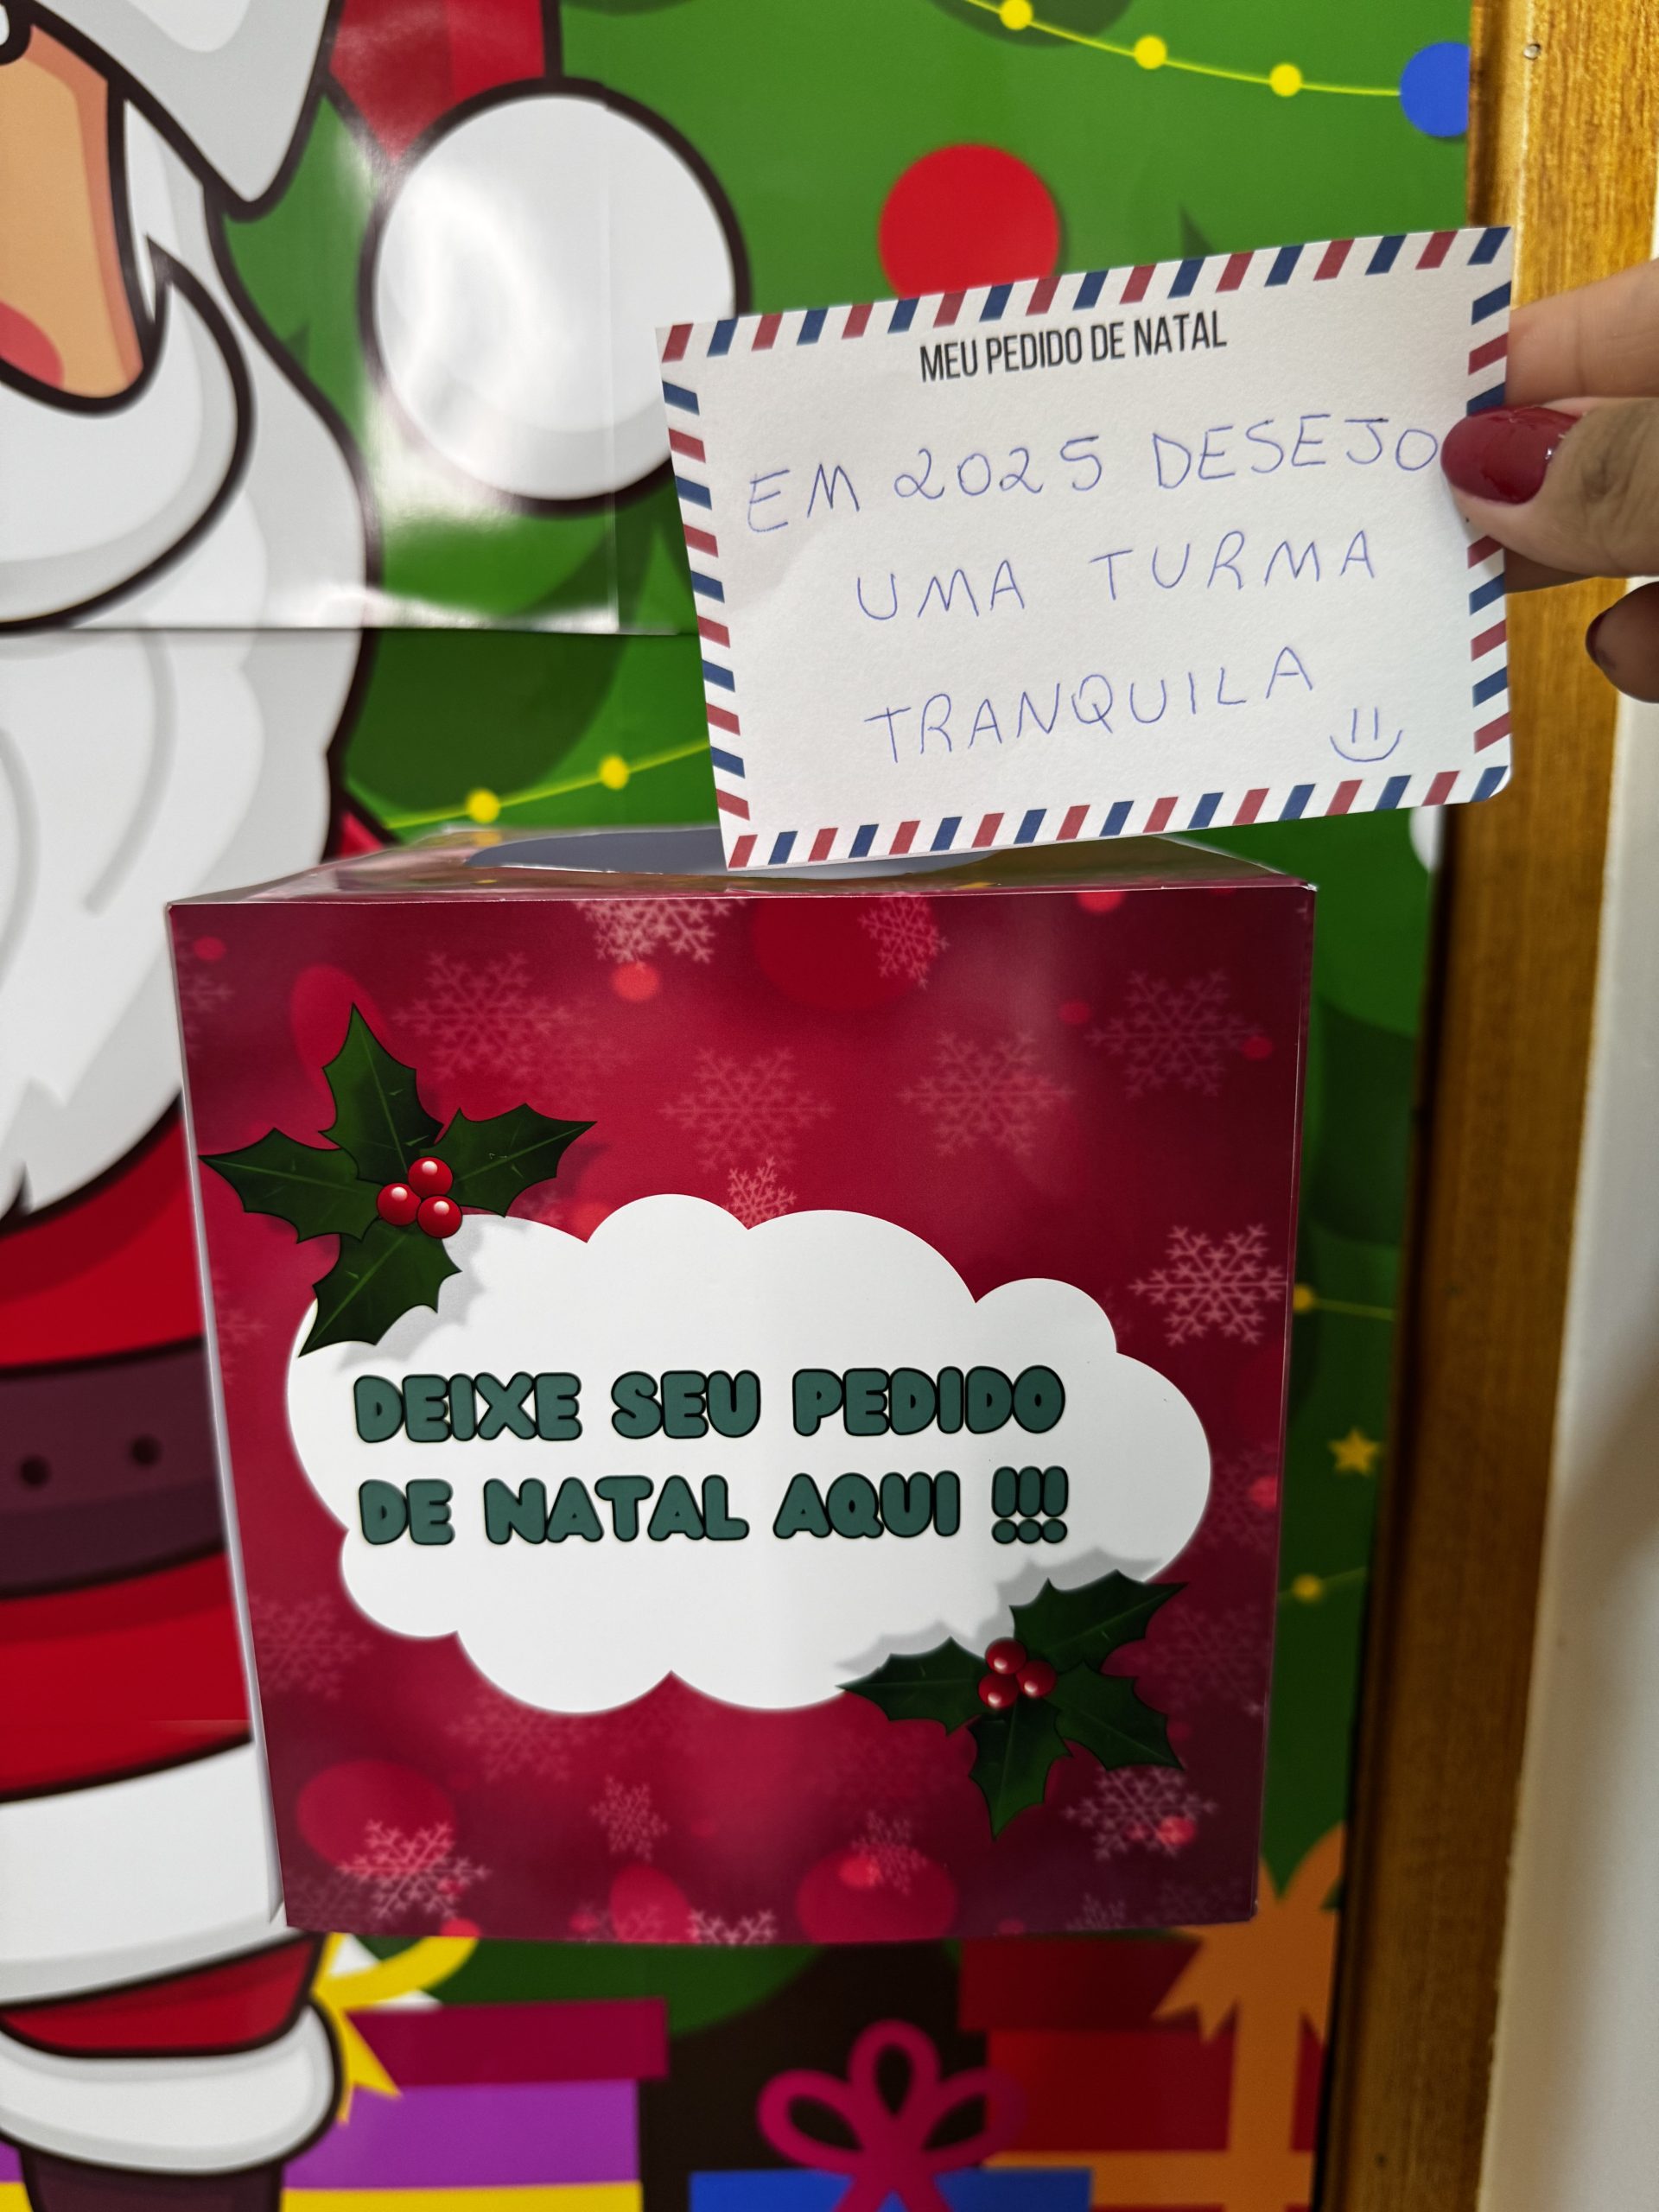 MEU PEDIDO DE NATAL
EM 2025 DESEJO
UMA TURMA
TRANQUILA
DEIXE SEU PEDIDO
DE NATAL AQUI !!!